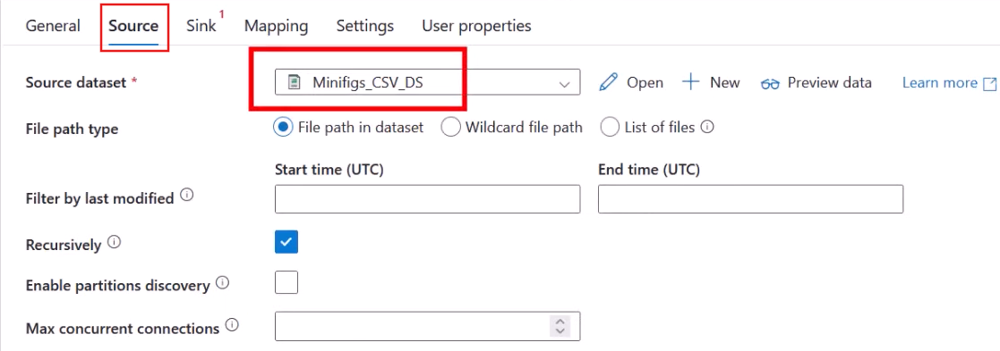 General Source Sink 1 Mapping Settings User properties
Source dataset * Minifigs_CSV_DS Open New Preview data Learn more
File path type File path in dataset Wildcard file path List of files
Start time (UTC) End time (UTC)
Filter by last modified
Recursively
Enable partitions discovery
Max concurrent connections